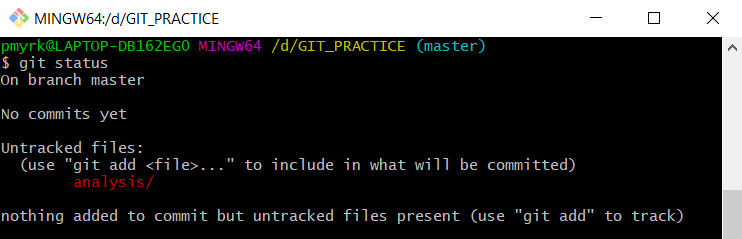 MINGW64:/d/GIT_PRACTICE
pmyrk@LAPTOP-DB162EG0 MINGW64 /d/GIT_PRACTICE (master)
$ git status
On branch master
No commits yet
Untracked files:
  (use "git add <file>..." to include in what will be committed)
        analysis/
nothing added to commit but untracked files present (use "git add" to track)